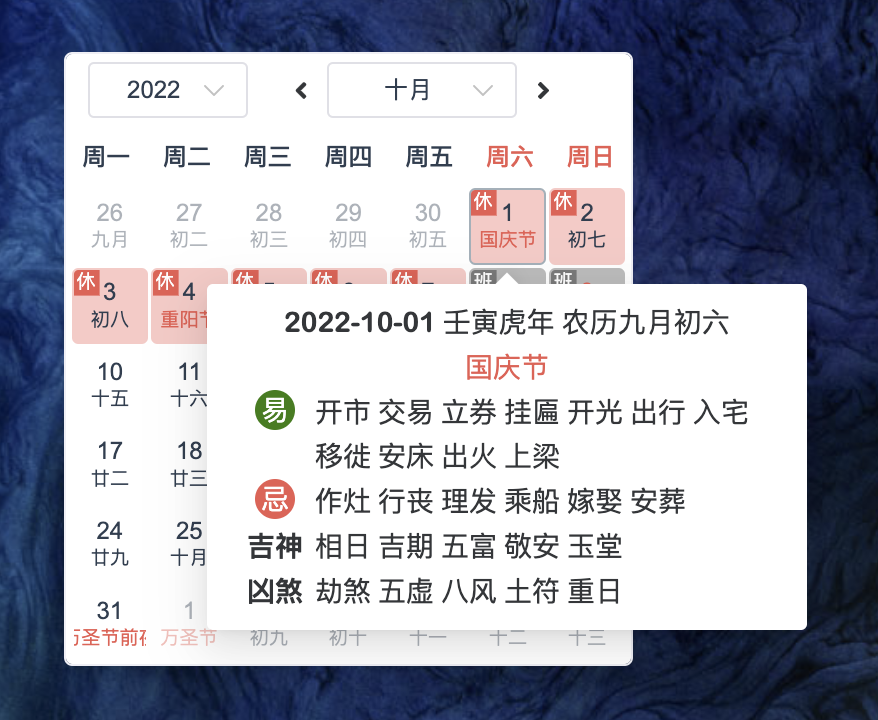 2022 十月
周一 周二 周三 周四 周五 周六 周日
26 27 28 29 30 休 1 休 2
九月 初二 初三 初四 初五 国庆节 初七
休 3 休 4 休 休 休 班 班
初八 重阳节
2022-10-01 壬寅虎年 农历九月初六
国庆节
易 开市 交易 立券 挂匾 开光 出行 入宅
移徙 安床 出火 上梁
忌 作灶 行丧 理发 乘船 嫁娶 安葬
吉神 相日 吉期 五富 敬安 玉堂
凶煞 劫煞 五虚 八风 土符 重日
10 11
十五 十六
17 18
廿二 廿三
24 25
廿九 十月
31 1
万圣节前夜 万圣节 初九 初十 十一 十二 十三